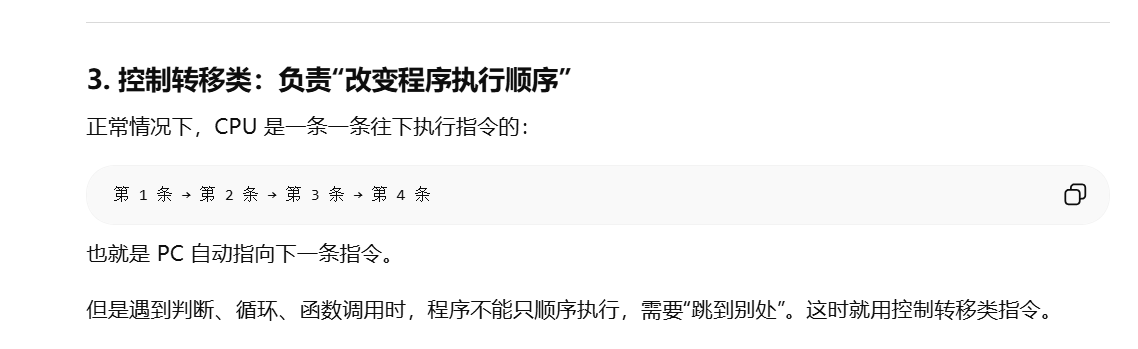 3. 控制转移类：负责“改变程序执行顺序”
正常情况下，CPU 是一条一条往下执行指令的：
第 1 条 → 第 2 条 → 第 3 条 → 第 4 条
也就是 PC 自动指向下一条指令。
但是遇到判断、循环、函数调用时，程序不能只顺序执行，需要“跳到别处”。这时就用控制转移类指令。